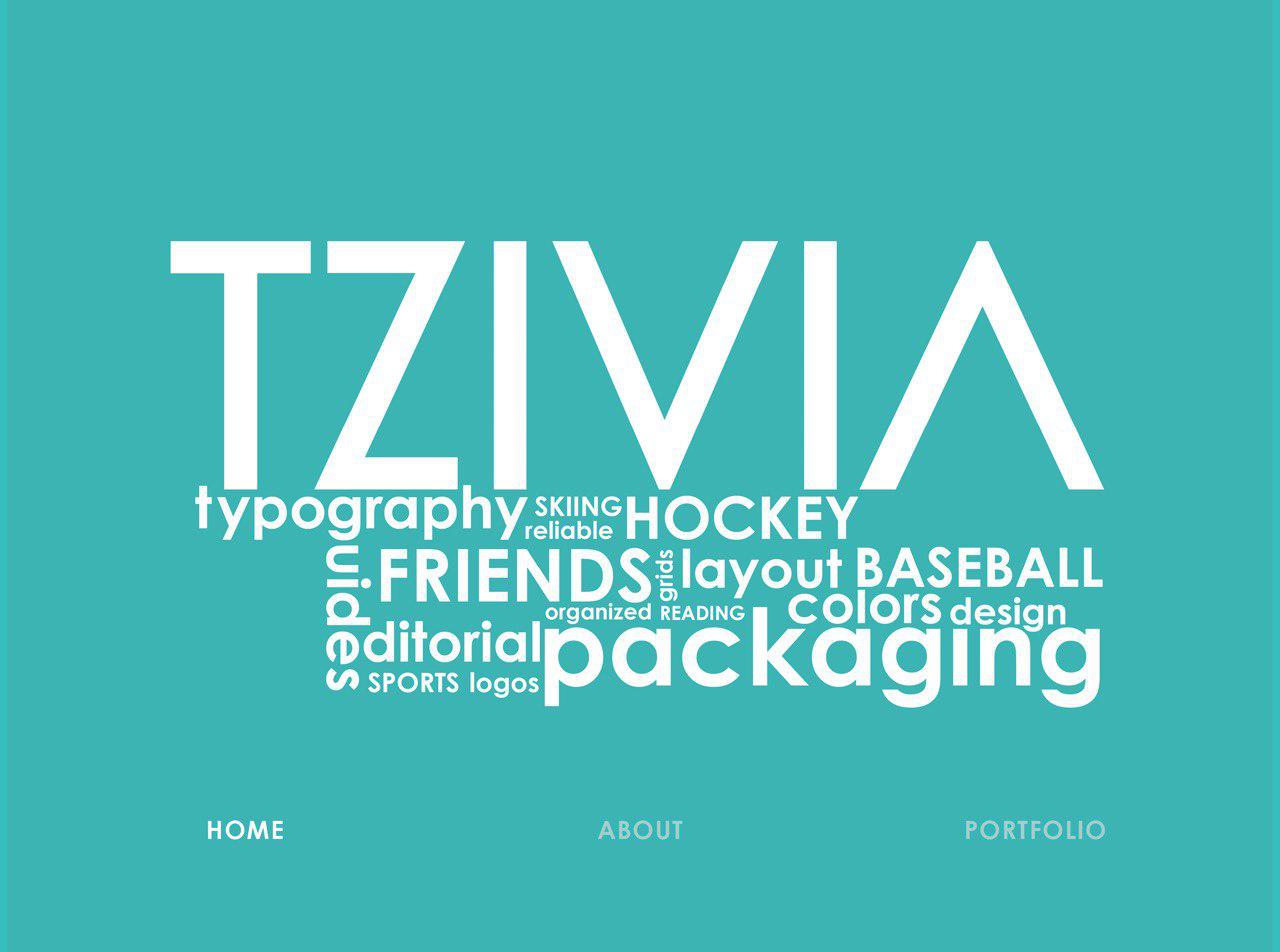 TZIVIA
typography SKIING HOCKEY
reliable
guides
FRIENDS grids layout BASEBALL
organized READING colors design
editorial packaging
SPORTS logos
HOME ABOUT PORTFOLIO